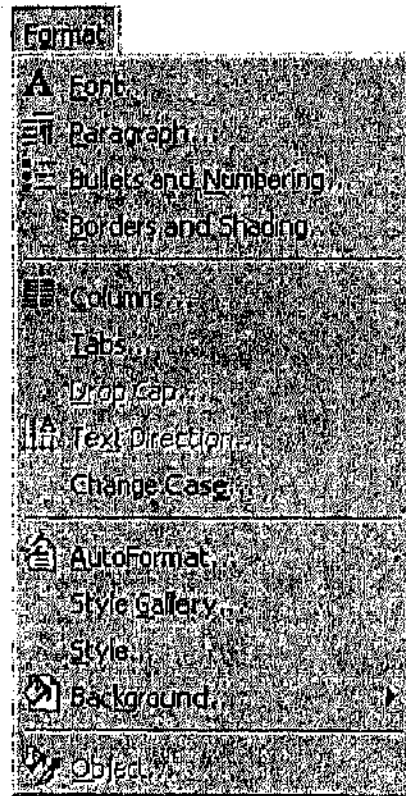 Format
Font...
Paragraph...
Bullets and Numbering...
Borders and Shading...
Columns...
Tabs...
Drop Cap...
Text Direction...
Change Case...
AutoFormat...
Style Gallery...
Style...
Background...
Object...